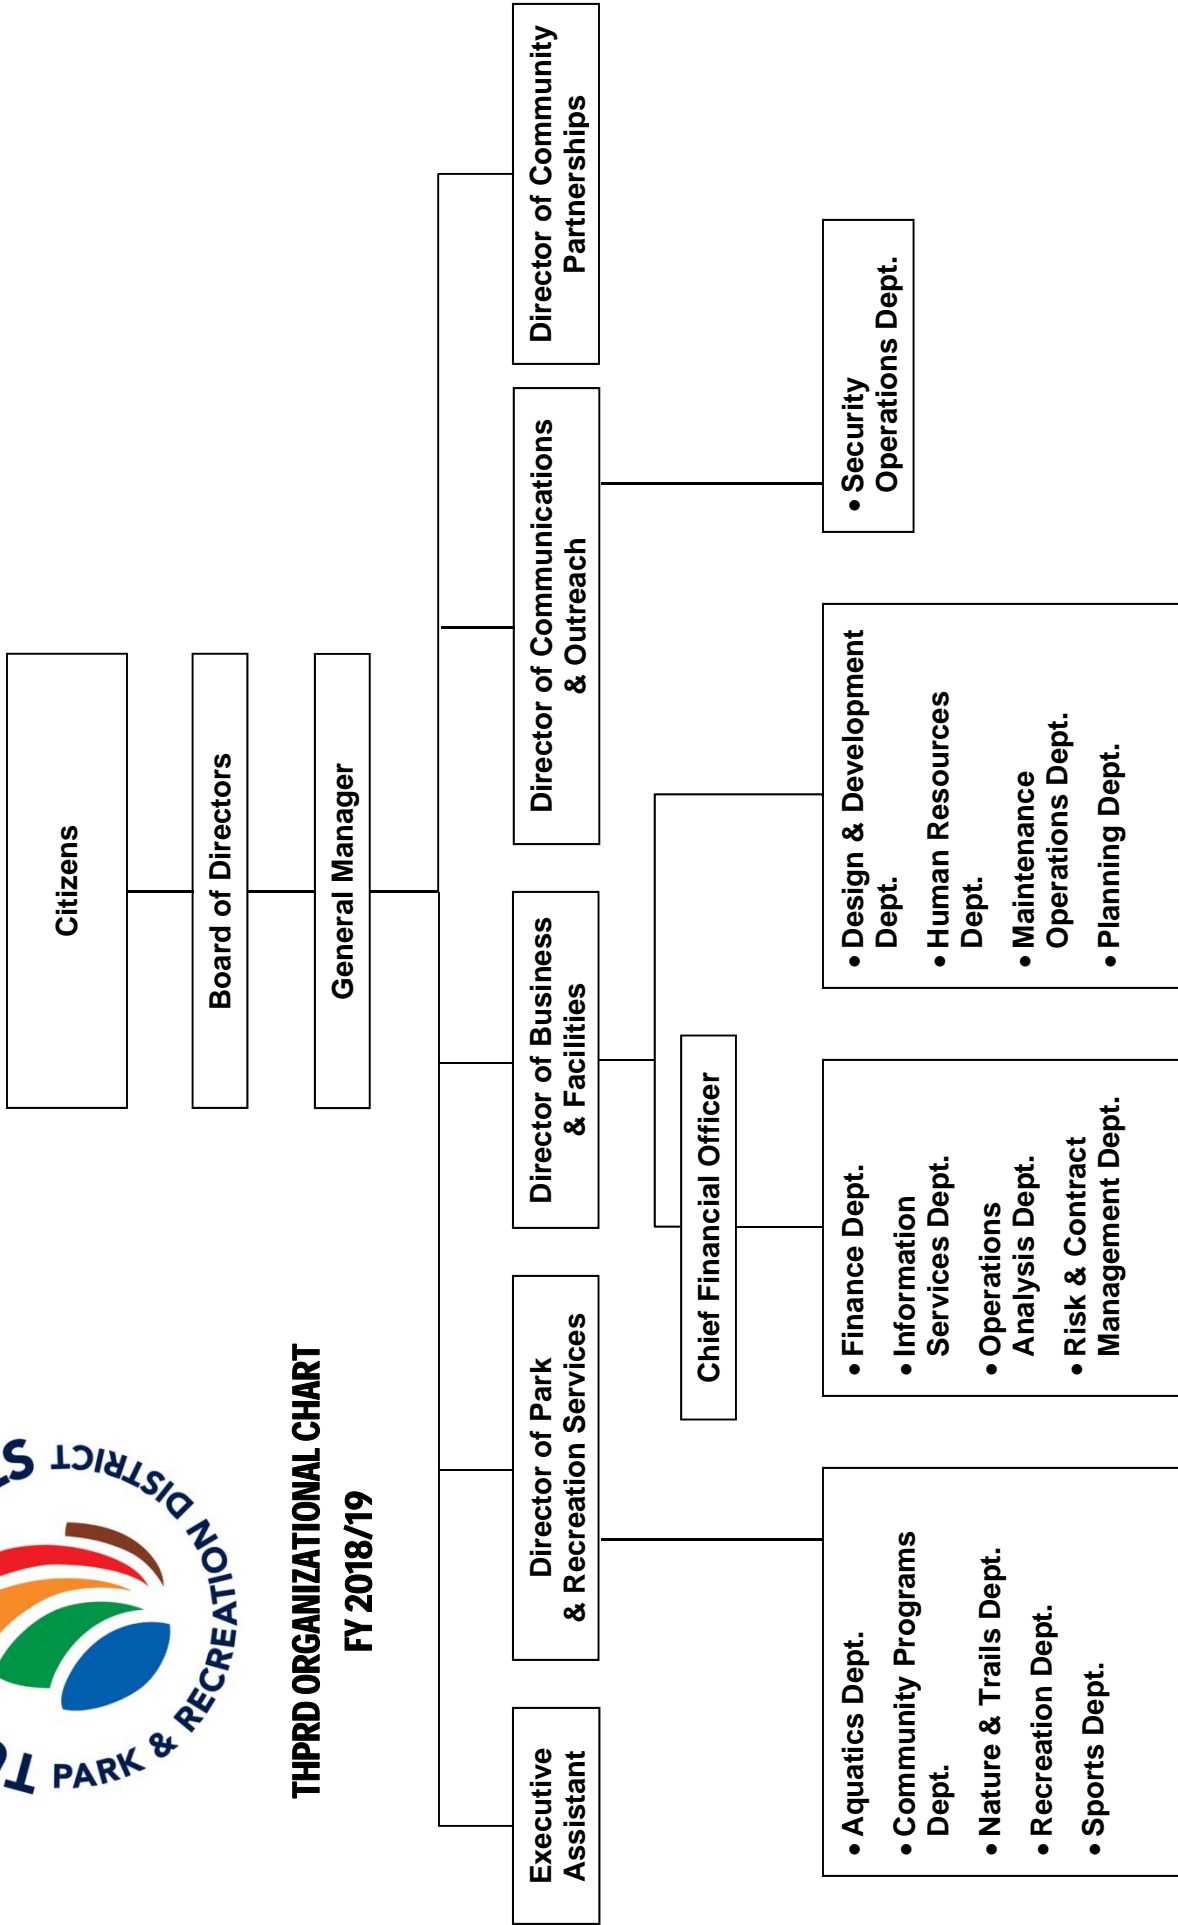 PARK & RECREATION DISTRICT
THPRD ORGANIZATIONAL CHART
FY 2018/19
Citizens
Board of Directors
General Manager
Executive
Assistant
Director of Park
& Recreation Services
Director of Business
& Facilities
Director of Communications
& Outreach
Director of Community
Partnerships
Chief Financial Officer
• Aquatics Dept.
• Community Programs
Dept.
• Nature & Trails Dept.
• Recreation Dept.
• Sports Dept.
• Finance Dept.
• Information
Services Dept.
• Operations
Analysis Dept.
• Risk & Contract
Management Dept.
• Design & Development
Dept.
• Human Resources
Dept.
• Maintenance
Operations Dept.
• Planning Dept.
• Security
Operations Dept.